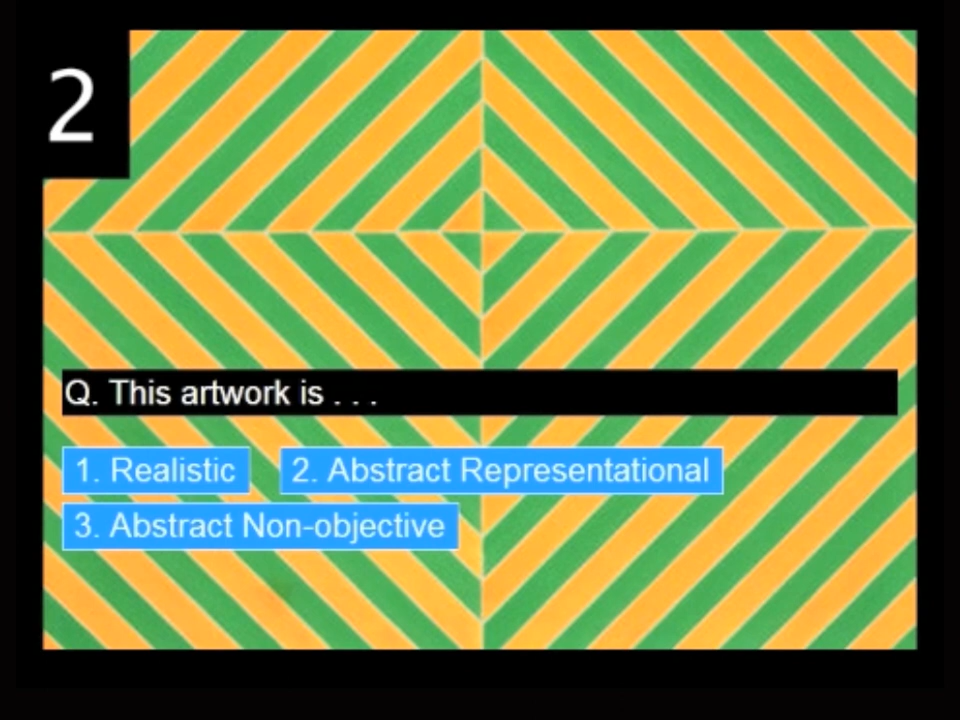 2
Q. This artwork is . . .
1. Realistic 2. Abstract Representational
3. Abstract Non-objective